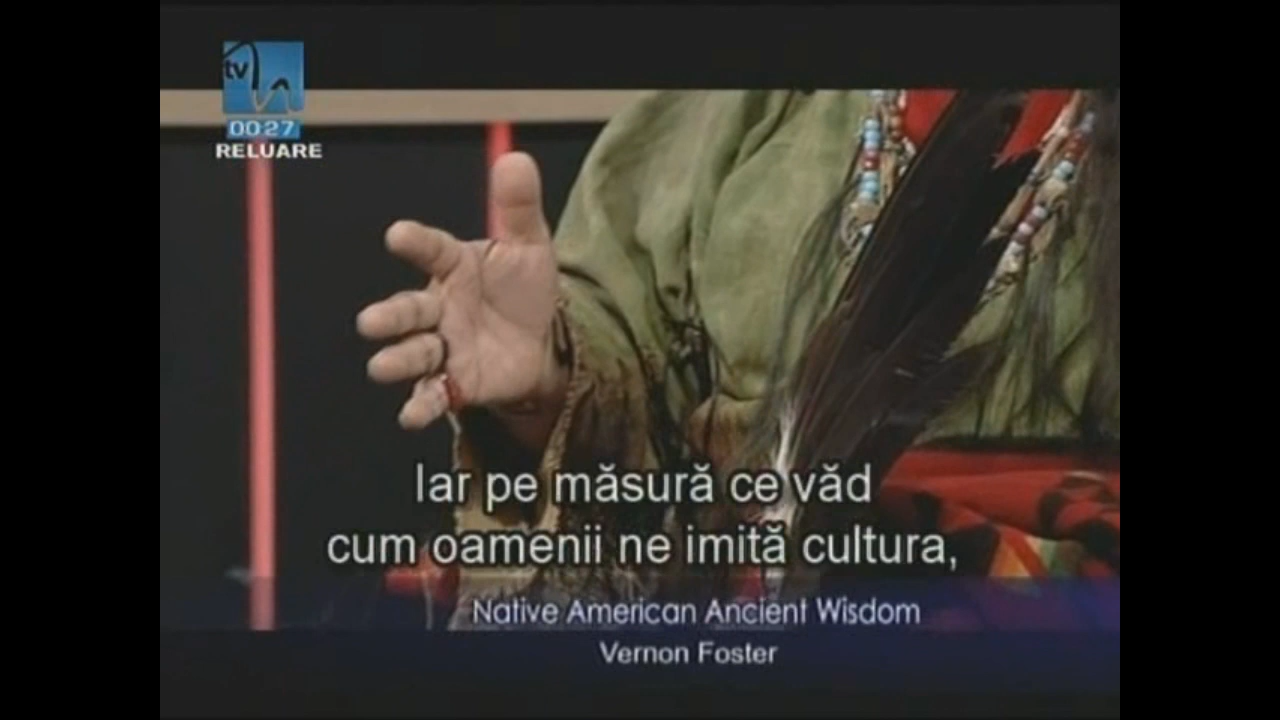 tv
00:27
RELUARE
Iar pe măsură ce văd
cum oamenii ne imită cultura,
Native American Ancient Wisdom
Vernon Foster